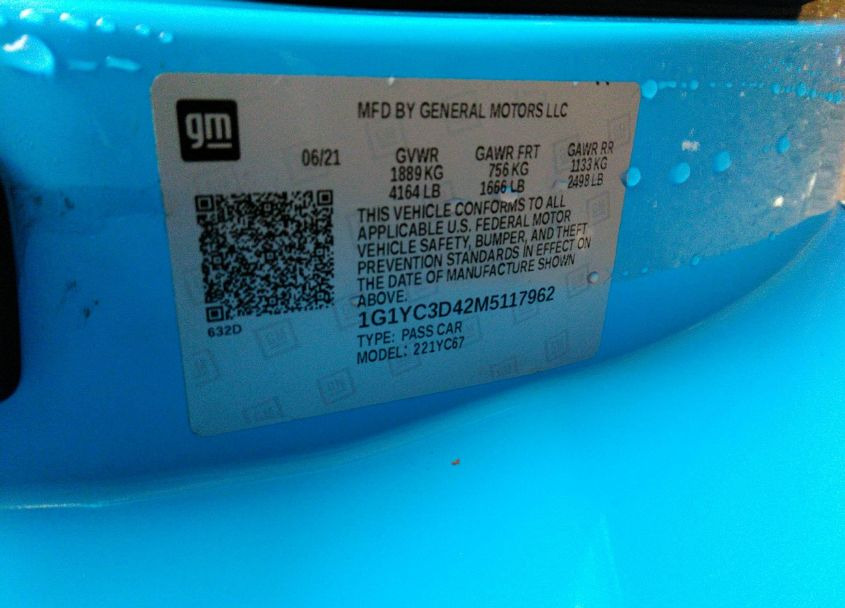 gm
MFD BY GENERAL MOTORS LLC
06/21
GVWR
1889 KG
4164 LB
GAWR FRT
756 KG
1666 LB
GAWR RR
1133 KG
2498 LB
THIS VEHICLE CONFORMS TO ALL
APPLICABLE U.S. FEDERAL MOTOR
VEHICLE SAFETY, BUMPER, AND THEFT
PREVENTION STANDARDS IN EFFECT ON
THE DATE OF MANUFACTURE SHOWN
ABOVE.
1G1YC3D42M5117962
TYPE: PASS CAR
MODEL: 221YC67
632D